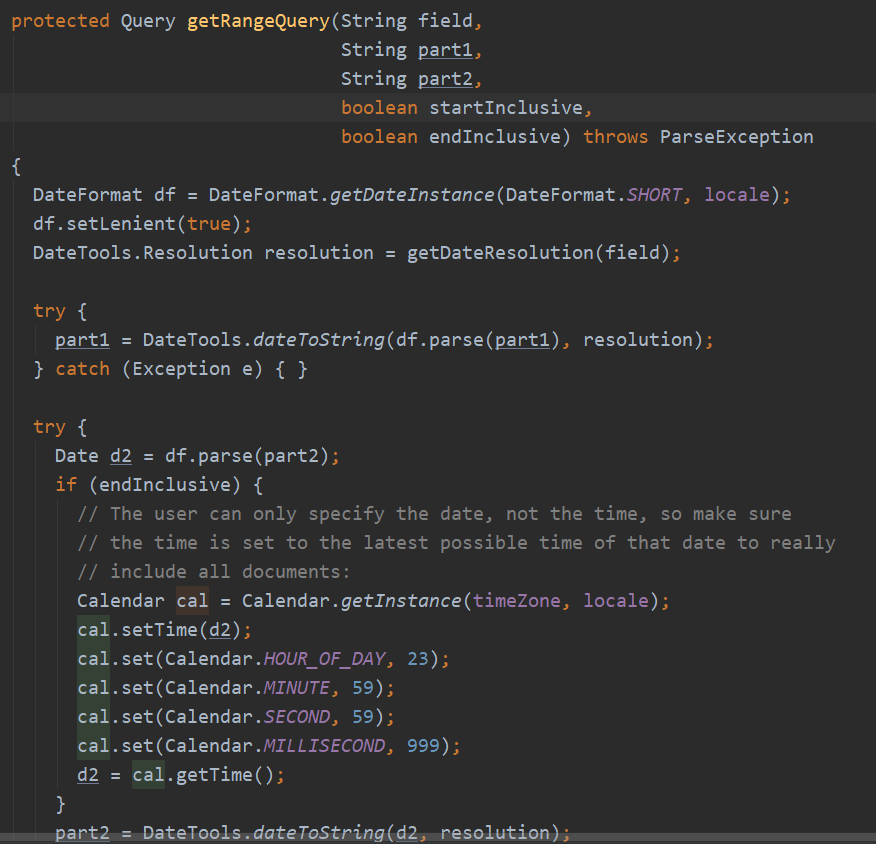 protected Query getRangeQuery(String field,
String part1,
String part2,
boolean startInclusive,
boolean endInclusive) throws ParseException
{
DateFormat df = DateFormat.getDateInstance(DateFormat.SHORT, locale);
df.setLenient(true);
DateTools.Resolution resolution = getDateResolution(field);
try {
part1 = DateTools.dateToString(df.parse(part1), resolution);
} catch (Exception e) { }
try {
Date d2 = df.parse(part2);
if (endInclusive) {
// The user can only specify the date, not the time, so make sure
// the time is set to the latest possible time of that date to really
// include all documents:
Calendar cal = Calendar.getInstance(timeZone, locale);
cal.setTime(d2);
cal.set(Calendar.HOUR_OF_DAY, 23);
cal.set(Calendar.MINUTE, 59);
cal.set(Calendar.SECOND, 59);
cal.set(Calendar.MILLISECOND, 999);
d2 = cal.getTime();
}
part2 = DateTools.dateToString(d2, resolution);